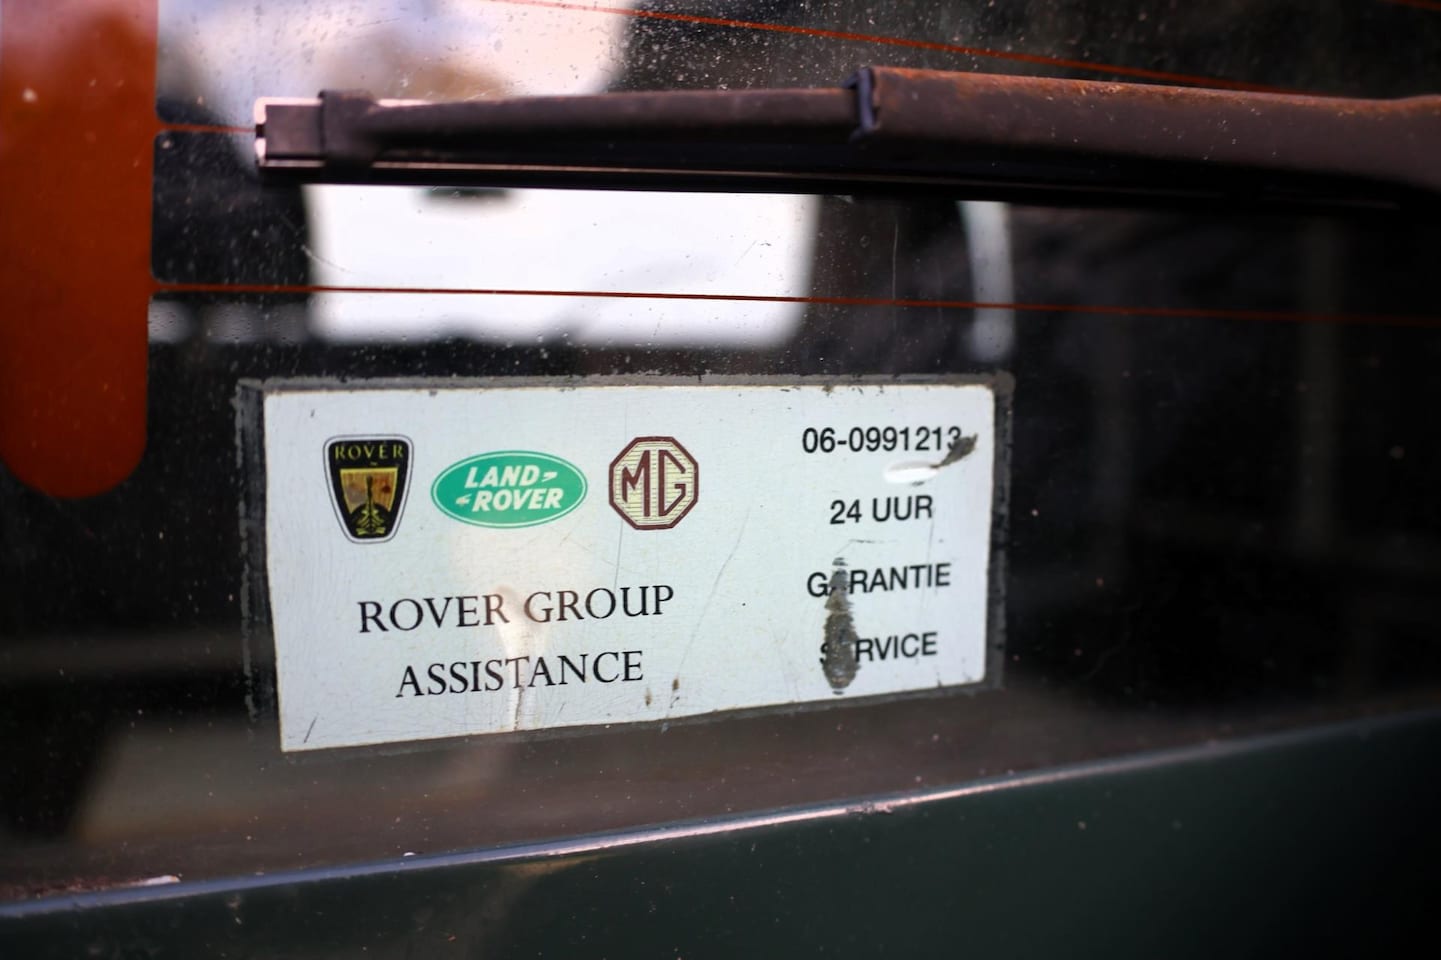 ROVER
LAND
ROVER
MG
ROVER GROUP
ASSISTANCE
06-0991213
24 UUR
GARANTIE
SERVICE